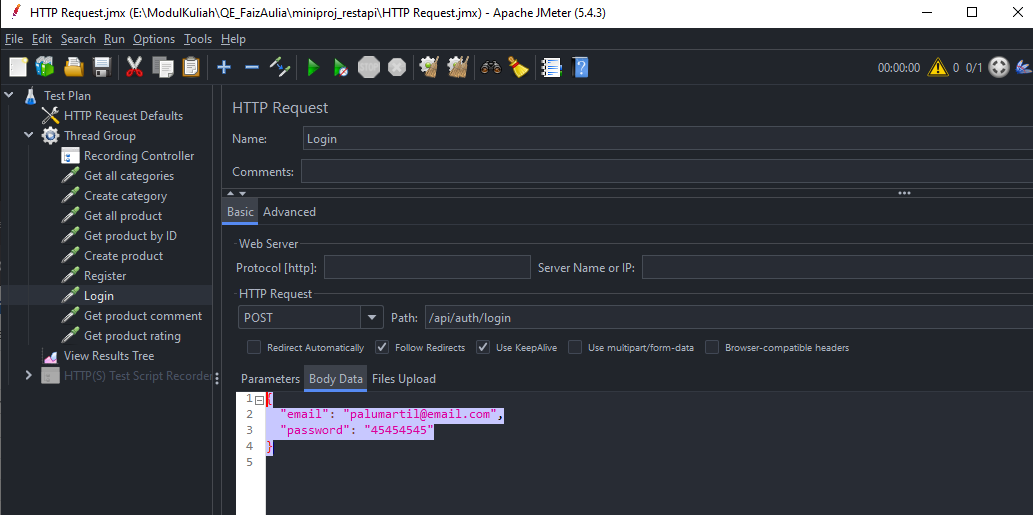 HTTP Request.jmx (E:\ModulKuliah\QE_FaizAulia\miniproj_restapi\HTTP Request.jmx) - Apache JMeter (5.4.3)
File Edit Search Run Options Tools Help
00:00:00 0 0/1
Test Plan
HTTP Request Defaults
Thread Group
Recording Controller
Get all categories
Create category
Get all product
Get product by ID
Create product
Register
Login
Get product comment
Get product rating
View Results Tree
HTTP(S) Test Script Recorder
HTTP Request
Name: Login
Comments:
Basic Advanced
Web Server
Protocol [http]: Server Name or IP:
HTTP Request
POST Path: /api/auth/login
Redirect Automatically Follow Redirects Use KeepAlive Use multipart/form-data Browser-compatible headers
Parameters Body Data Files Upload
1 {
2 "email": "palumartil@email.com",
3 "password": "45454545"
4 }
5